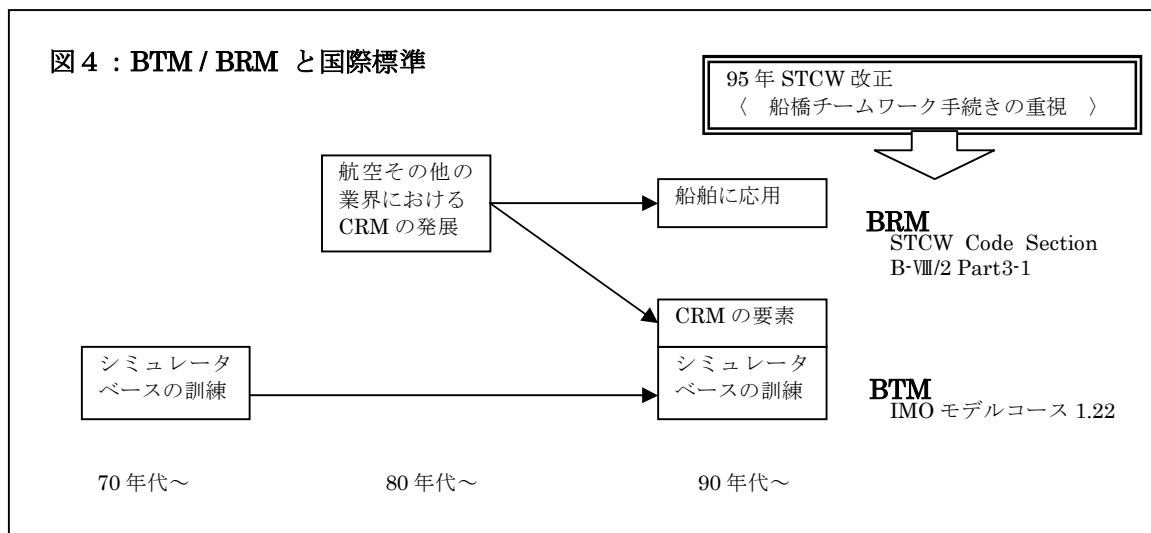 図4:BTM / BRM と国際標準
95 年 STCW 改正
〈 船橋チームワーク手続きの重視 〉
航空その他の
業界における
CRM の発展
船舶に応用
BRM
STCW Code Section
B-Ⅷ/2 Part3-1
CRM の要素
シミュレータ
ベースの訓練
シミュレータ
ベースの訓練
BTM
IMO モデルコース 1.22
70 年代～
80 年代～
90 年代～